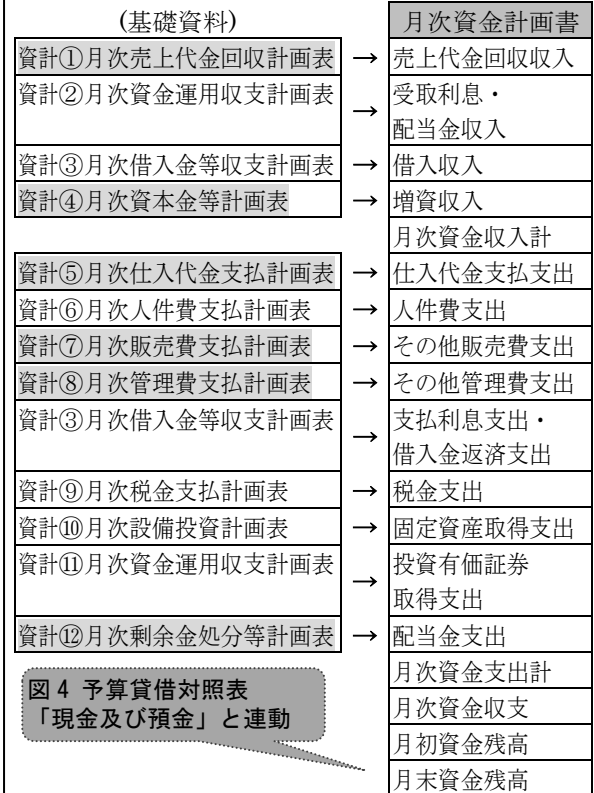 (基礎資料) 月次資金計画書
資計①月次売上代金回収計画表 → 売上代金回収収入
資計②月次資金運用収支計画表 → 受取利息・
配当金収入
資計③月次借入金等収支計画表 → 借入収入
資計④月次資本金等計画表 → 増資収入
月次資金収入計
資計⑤月次仕入代金支払計画表 → 仕入代金支払支出
資計⑥月次人件費支払計画表 → 人件費支出
資計⑦月次販売費支払計画表 → その他販売費支出
資計⑧月次管理費支払計画表 → その他管理費支出
資計③月次借入金等収支計画表 → 支払利息支出・
借入金返済支出
資計⑨月次税金支払計画表 → 税金支出
資計⑩月次設備投資計画表 → 固定資産取得支出
資計⑪月次資金運用収支計画表 → 投資有価証券
取得支出
資計⑫月次剰余金処分等計画表 → 配当金支出
月次資金支出計
月次資金収支
月初資金残高
月末資金残高
図4 予算貸借対照表
「現金及び預金」と連動